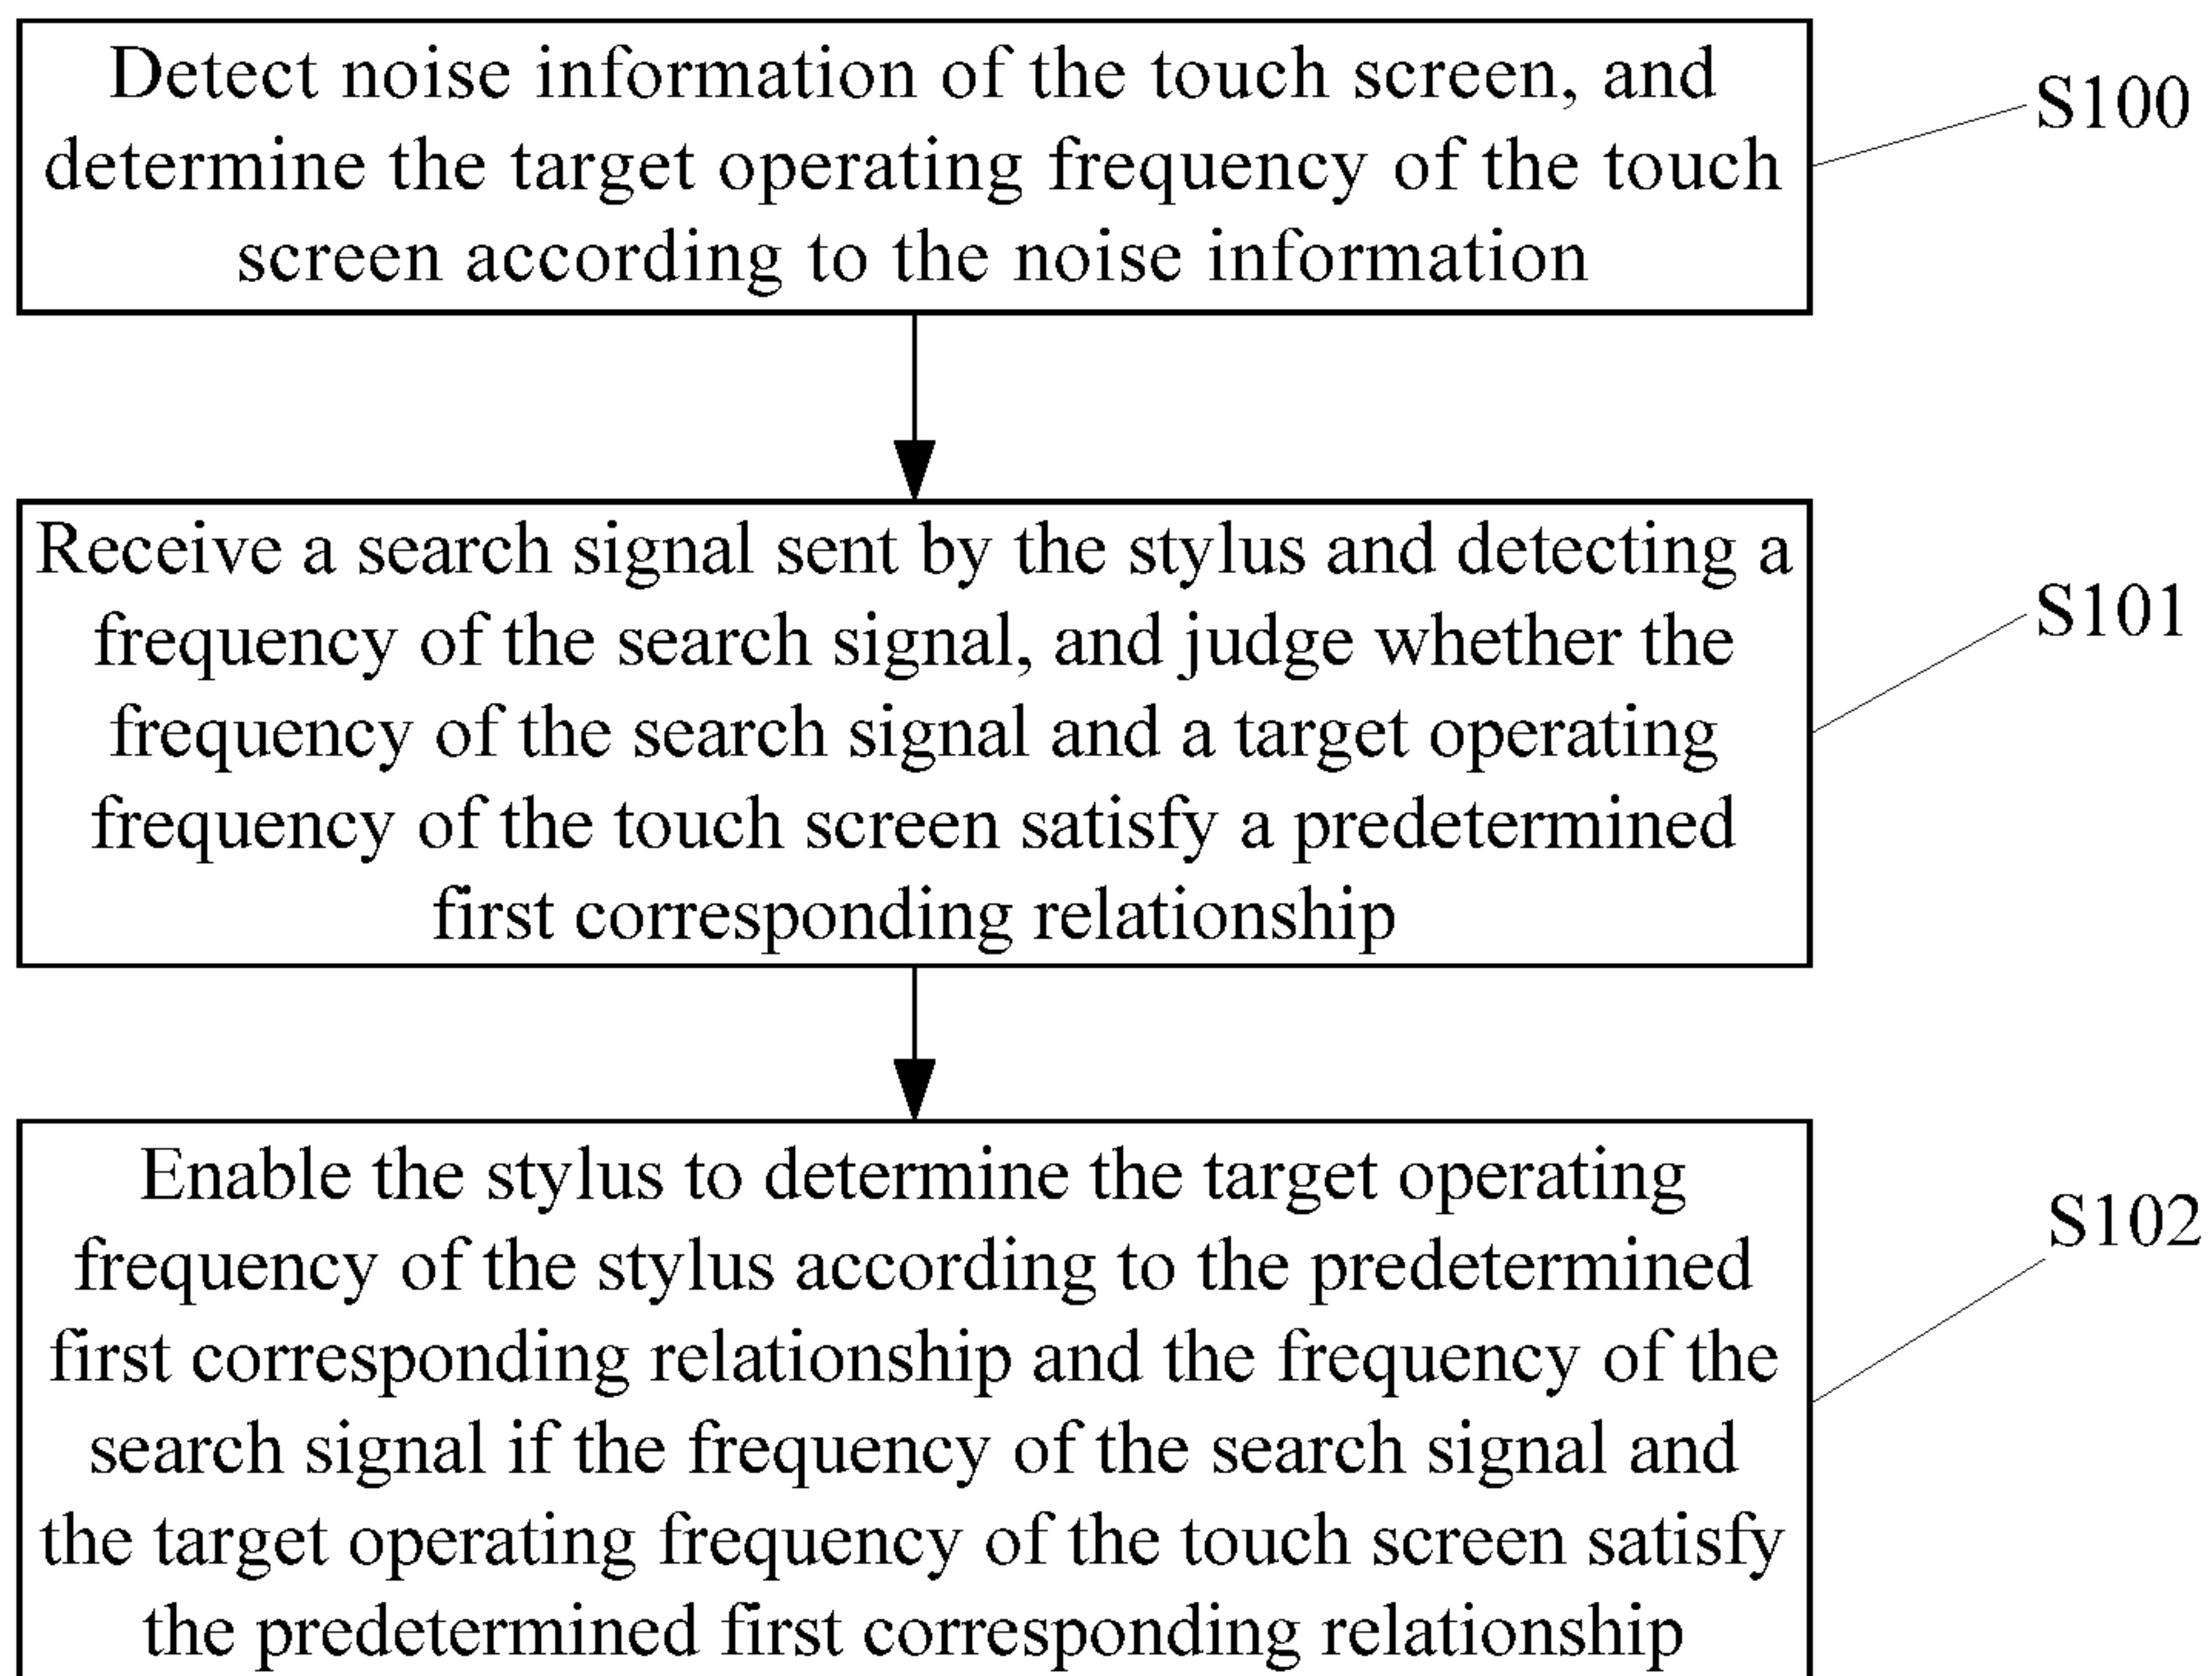 Detect noise information of the touch screen, and
determine the target operating frequency of the touch
screen according to the noise information
S100
Receive a search signal sent by the stylus and detecting a
frequency of the search signal, and judge whether the
frequency of the search signal and a target operating
frequency of the touch screen satisfy a predetermined
first corresponding relationship
S101
Enable the stylus to determine the target operating
frequency of the stylus according to the predetermined
first corresponding relationship and the frequency of the
search signal if the frequency of the search signal and
the target operating frequency of the touch screen satisfy
the predetermined first corresponding relationship
S102